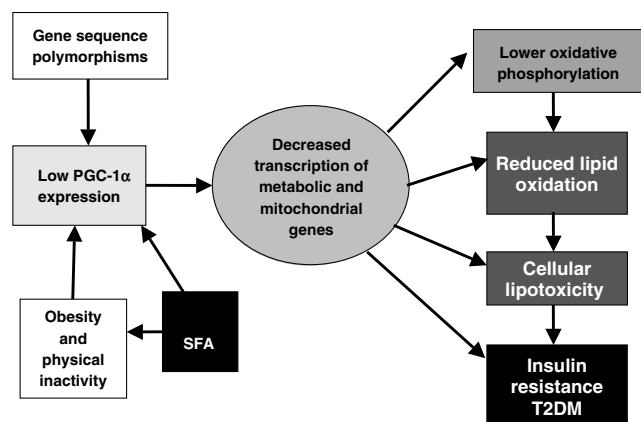 Gene sequence
polymorphisms
Low PGC-1α
expression
Obesity
and
physical
inactivity
SFA
Decreased
transcription of
metabolic and
mitochondrial
genes
Lower oxidative
phosphorylation
Reduced lipid
oxidation
Cellular
lipotoxicity
Insulin
resistance
T2DM